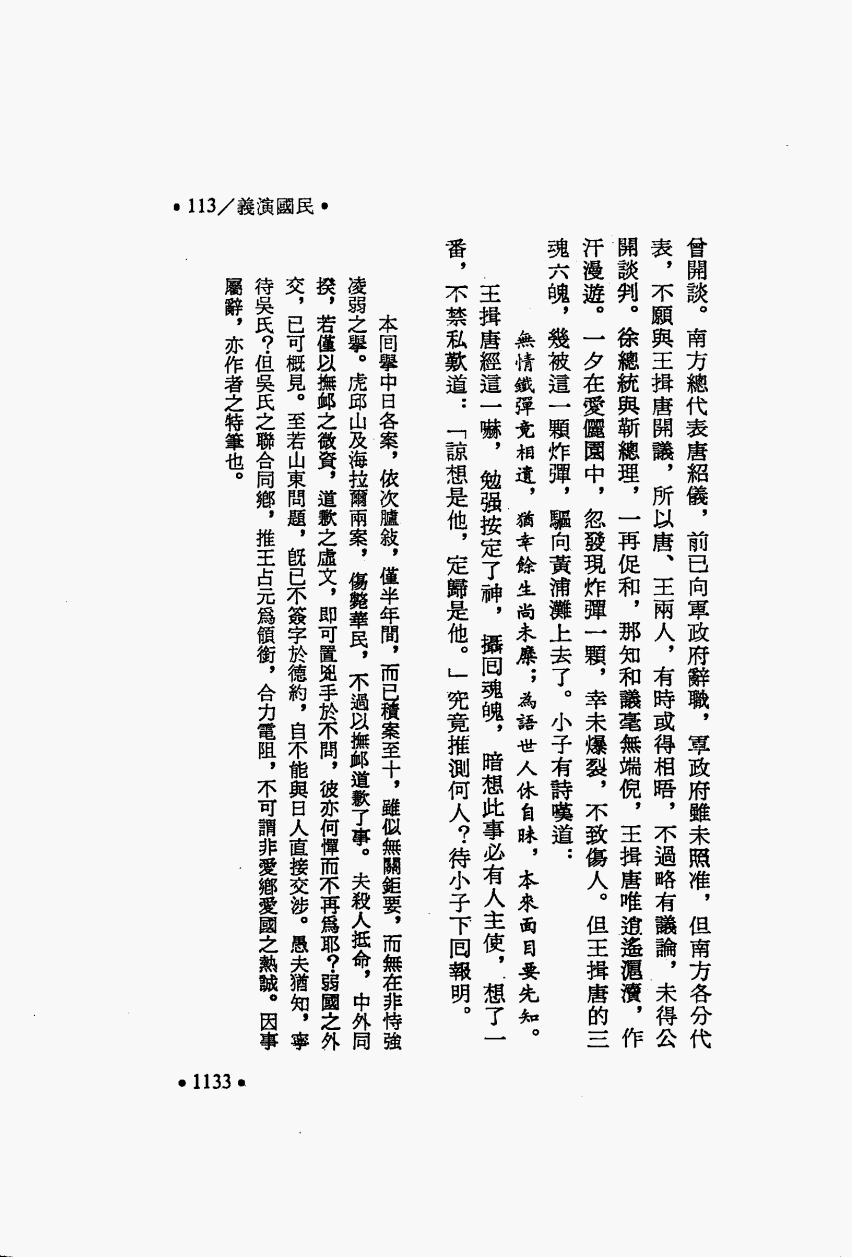 •113／義演國民•
曾開談。南方總代表唐紹儀，前已向軍政府辭職，軍政府雖未照准，但南方各分代
表，不願與王揖唐開議，所以唐、王兩人，有時或得相晤，不過略有議論，未得公
開談判。徐總統與靳總理，一再促和，那知和議毫無端倪，王揖唐唯逍遙滬瀆，作
汗漫遊。一夕在愛儷園中，忽發現炸彈一顆，幸未爆裂，不致傷人。但王揖唐的三
魂六魄，幾被這一顆炸彈，驅向黃浦灘上去了。小子有詩嘆道：
無情鐵彈竟相遺，猶幸餘生尚未糜；為語世人休自昧，本來面目要先知。
王揖唐經這一嚇，勉强按定了神，攝回魂魄，暗想此事必有人主使，想了一
番，不禁私歎道：「諒想是他，定歸是他。」究竟推測何人？待小子下回報明。
本回舉中日各案，依次臚敍，僅半年間，而已積案至十，雖似無關鉅要，而無在非恃強
凌弱之舉。虎邱山及海拉爾兩案，傷斃華民，不過以撫卹道歉了事。夫殺人抵命，中外同
揆，若僅以撫卹之微資，道歉之虛文，即可置兇手於不問，彼亦何憚而不再爲耶？弱國之外
交，已可概見。至若山東問題，旣已不簽字於德約，自不能與日人直接交涉。愚夫猶知，寧
待吳氏？但吳氏之聯合同鄉，推王占元爲領銜，合力電阻，不可謂非愛鄉愛國之熱誠。因事
屬辭，亦作者之特筆也。
•1133•